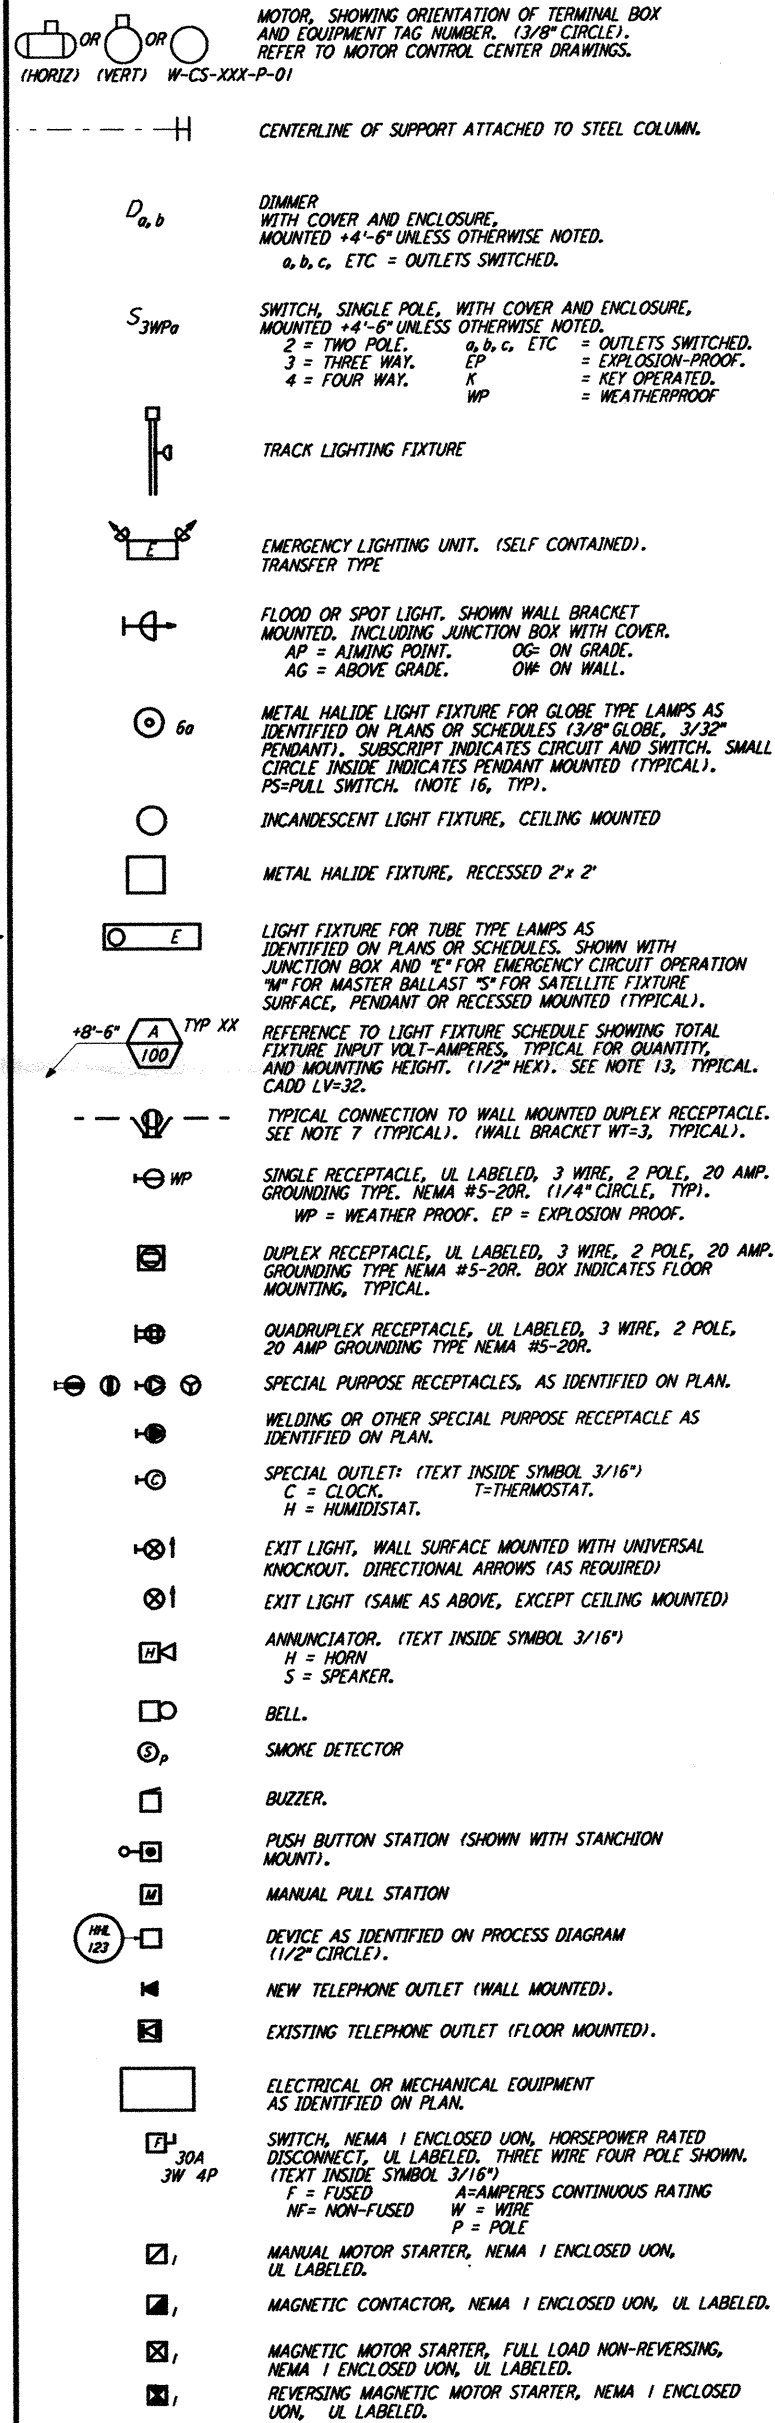 MOTOR, SHOWING ORIENTATION OF TERMINAL BOX
AND EQUIPMENT TAG NUMBER. (3/8" CIRCLE).
REFER TO MOTOR CONTROL CENTER DRAWINGS.
OR OR
(HORIZ) (VERT) W-CS-XXX-P-01
CENTERLINE OF SUPPORT ATTACHED TO STEEL COLUMN.
Da, b
DIMMER
WITH COVER AND ENCLOSURE,
MOUNTED +4'-6" UNLESS OTHERWISE NOTED.
a, b, c, ETC = OUTLETS SWITCHED.
S3WPa
SWITCH, SINGLE POLE, WITH COVER AND ENCLOSURE,
MOUNTED +4'-6" UNLESS OTHERWISE NOTED.
2 = TWO POLE. a, b, c, ETC = OUTLETS SWITCHED.
3 = THREE WAY. EP = EXPLOSION-PROOF.
4 = FOUR WAY. K = KEY OPERATED.
WP = WEATHERPROOF
TRACK LIGHTING FIXTURE
E
EMERGENCY LIGHTING UNIT. (SELF CONTAINED).
TRANSFER TYPE
FLOOD OR SPOT LIGHT. SHOWN WALL BRACKET
MOUNTED. INCLUDING JUNCTION BOX WITH COVER.
AP = AIMING POINT. OG= ON GRADE.
AG = ABOVE GRADE. OW= ON WALL.
6a
METAL HALIDE LIGHT FIXTURE FOR GLOBE TYPE LAMPS AS
IDENTIFIED ON PLANS OR SCHEDULES (3/8" GLOBE, 3/32"
PENDANT). SUBSCRIPT INDICATES CIRCUIT AND SWITCH. SMALL
CIRCLE INSIDE INDICATES PENDANT MOUNTED (TYPICAL).
PS=PULL SWITCH. (NOTE 16, TYP).
INCANDESCENT LIGHT FIXTURE, CEILING MOUNTED
METAL HALIDE FIXTURE, RECESSED 2'x 2'
E
LIGHT FIXTURE FOR TUBE TYPE LAMPS AS
IDENTIFIED ON PLANS OR SCHEDULES. SHOWN WITH
JUNCTION BOX AND "E" FOR EMERGENCY CIRCUIT OPERATION
"M" FOR MASTER BALLAST "S" FOR SATELLITE FIXTURE
SURFACE, PENDANT OR RECESSED MOUNTED (TYPICAL).
+8'-6" A TYP XX
100
REFERENCE TO LIGHT FIXTURE SCHEDULE SHOWING TOTAL
FIXTURE INPUT VOLT-AMPERES, TYPICAL FOR QUANTITY,
AND MOUNTING HEIGHT. (1/2" HEX). SEE NOTE 13, TYPICAL.
CADD LV=32.
TYPICAL CONNECTION TO WALL MOUNTED DUPLEX RECEPTACLE.
SEE NOTE 7 (TYPICAL). (WALL BRACKET WT=3, TYPICAL).
WP
SINGLE RECEPTACLE, UL LABELED, 3 WIRE, 2 POLE, 20 AMP.
GROUNDING TYPE. NEMA #5-20R. (1/4" CIRCLE, TYP).
WP = WEATHER PROOF. EP = EXPLOSION PROOF.
DUPLEX RECEPTACLE, UL LABELED, 3 WIRE, 2 POLE, 20 AMP.
GROUNDING TYPE NEMA #5-20R. BOX INDICATES FLOOR
MOUNTING, TYPICAL.
QUADRUPLEX RECEPTACLE, UL LABELED, 3 WIRE, 2 POLE,
20 AMP GROUNDING TYPE NEMA #5-20R.
SPECIAL PURPOSE RECEPTACLES, AS IDENTIFIED ON PLAN.
WELDING OR OTHER SPECIAL PURPOSE RECEPTACLE AS
IDENTIFIED ON PLAN.
C
SPECIAL OUTLET: (TEXT INSIDE SYMBOL 3/16")
C = CLOCK. T=THERMOSTAT.
H = HUMIDISTAT.
EXIT LIGHT, WALL SURFACE MOUNTED WITH UNIVERSAL
KNOCKOUT. DIRECTIONAL ARROWS (AS REQUIRED)
EXIT LIGHT (SAME AS ABOVE, EXCEPT CEILING MOUNTED)
H
ANNUNCIATOR. (TEXT INSIDE SYMBOL 3/16")
H = HORN
S = SPEAKER.
BELL.
S P
SMOKE DETECTOR
BUZZER.
PUSH BUTTON STATION (SHOWN WITH STANCHION
MOUNT).
M
MANUAL PULL STATION
HHL
123
DEVICE AS IDENTIFIED ON PROCESS DIAGRAM
(1/2" CIRCLE).
NEW TELEPHONE OUTLET (WALL MOUNTED).
EXISTING TELEPHONE OUTLET (FLOOR MOUNTED).
ELECTRICAL OR MECHANICAL EQUIPMENT
AS IDENTIFIED ON PLAN.
F
30A
3W 4P
SWITCH, NEMA 1 ENCLOSED UON, HORSEPOWER RATED
DISCONNECT, UL LABELED. THREE WIRE FOUR POLE SHOWN.
(TEXT INSIDE SYMBOL 3/16")
F = FUSED A=AMPERES CONTINUOUS RATING
NF= NON-FUSED W = WIRE
P = POLE
1
MANUAL MOTOR STARTER, NEMA 1 ENCLOSED UON,
UL LABELED.
1
MAGNETIC CONTACTOR, NEMA 1 ENCLOSED UON, UL LABELED.
1
MAGNETIC MOTOR STARTER, FULL LOAD NON-REVERSING,
NEMA 1 ENCLOSED UON, UL LABELED.
1
REVERSING MAGNETIC MOTOR STARTER, NEMA 1 ENCLOSED
UON, UL LABELED.